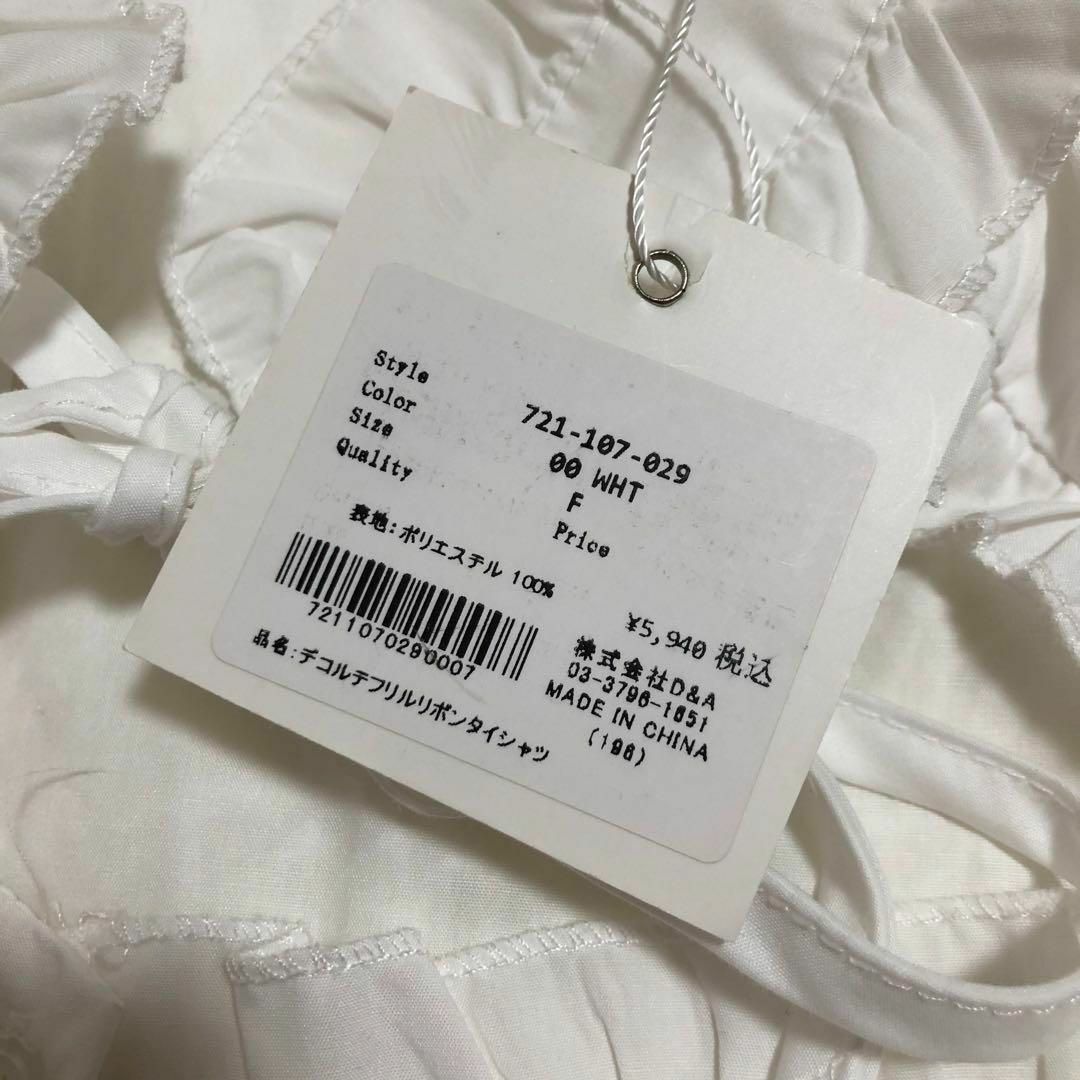 Style 721-107-029
Color 00 WHT
Size F
Quality Price
表地:ポリエステル 100%
¥5,940 税込
7211070290007
株式会社D&A
03-3796-1651
MADE IN CHINA
(196)
品名:デコルテフリルリボンタイシャツ